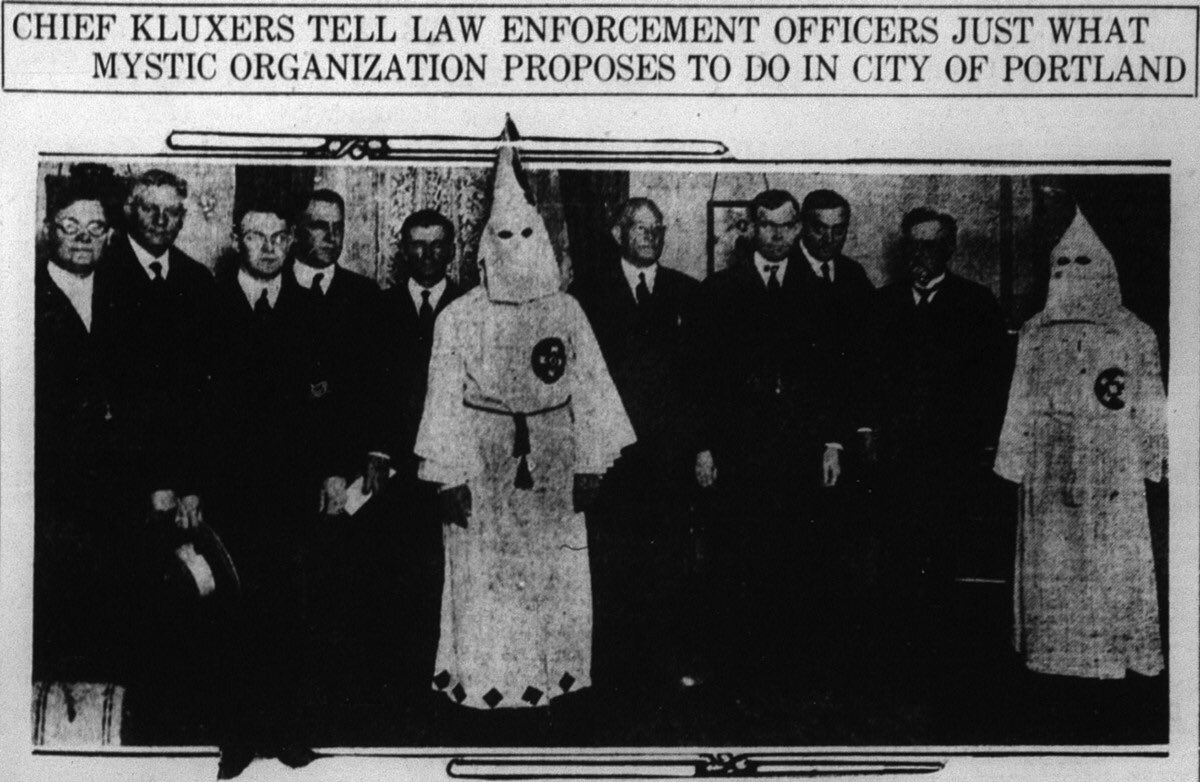 CHIEF KLUXERS TELL LAW ENFORCEMENT OFFICERS JUST WHAT
MYSTIC ORGANIZATION PROPOSES TO DO IN CITY OF PORTLAND